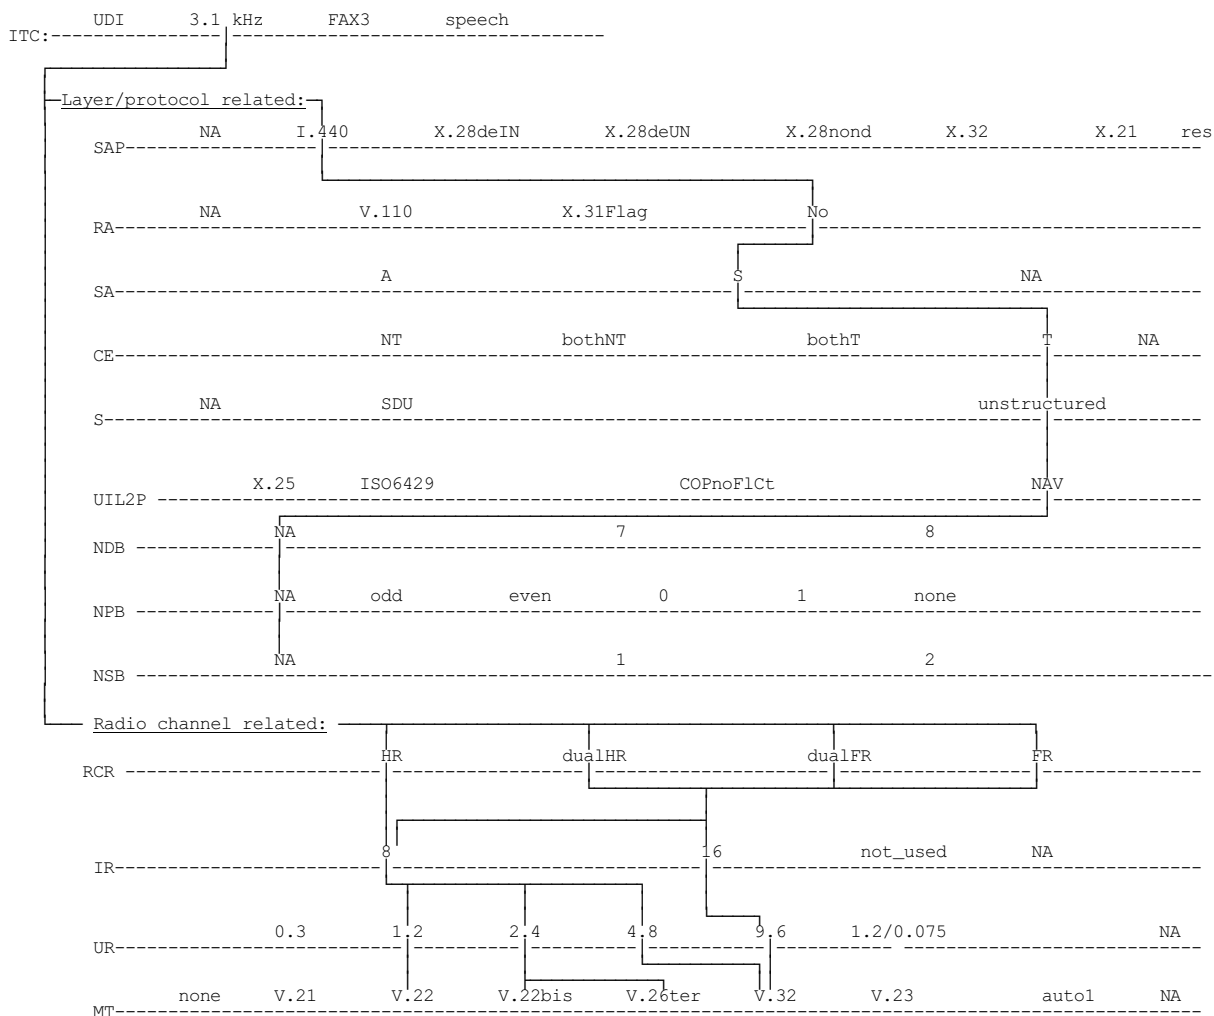 UDI 3.1 kHz FAX3 speech
ITC:
Layer/protocol related:
NA I.440 X.28deIN X.28deUN X.28nond X.32 X.21 res
SAP
NA V.110 X.31Flag No
RA
A S NA
SA
NT bothNT bothT T NA
CE
NA SDU unstructured
S
X.25 ISO6429 COPnoFlCt NAV
UIL2P
NA 7 8
NDB
NA odd even 0 1 none
NPB
NA 1 2
NSB
Radio channel related:
HR dualHR dualFR FR
RCR
8 16 not_used NA
IR
0.3 1.2 2.4 4.8 9.6 1.2/0.075 NA
UR
none V.21 V.22 V.22bis V.26ter V.32 V.23 auto1 NA
MT